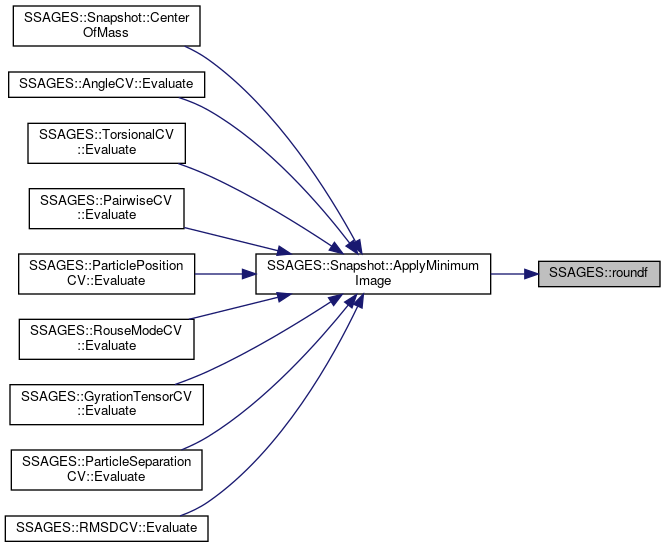 SSAGES::Snapshot::Center
OfMass
SSAGES::AngleCV::Evaluate
SSAGES::TorsionalCV
::Evaluate
SSAGES::PairwiseCV
::Evaluate
SSAGES::ParticlePosition
CV::Evaluate
SSAGES::Snapshot::ApplyMinimum
Image
SSAGES::roundf
SSAGES::RouseModeCV
::Evaluate
SSAGES::GyrationTensorCV
::Evaluate
SSAGES::ParticleSeparation
CV::Evaluate
SSAGES::RMSDCV::Evaluate